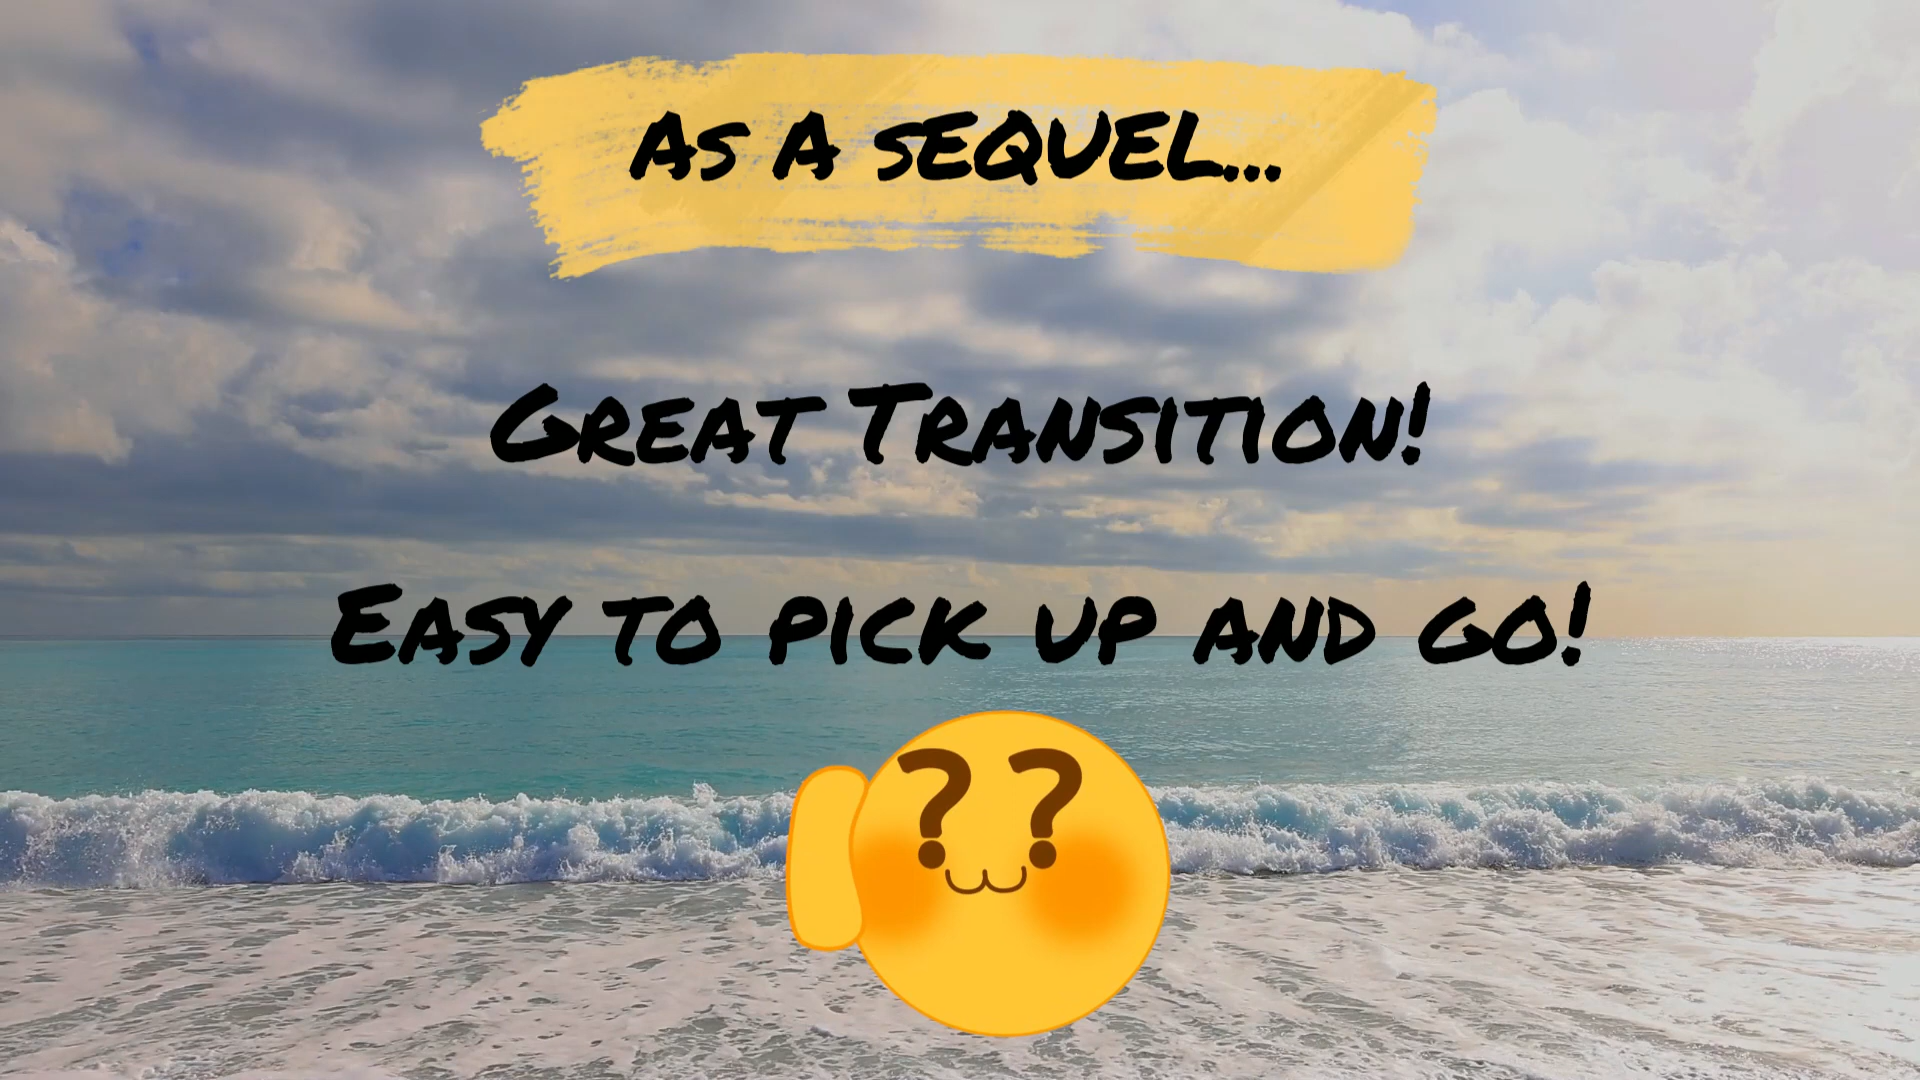 As a sequel...
Great Transition!
Easy to pick up and go!
? ?